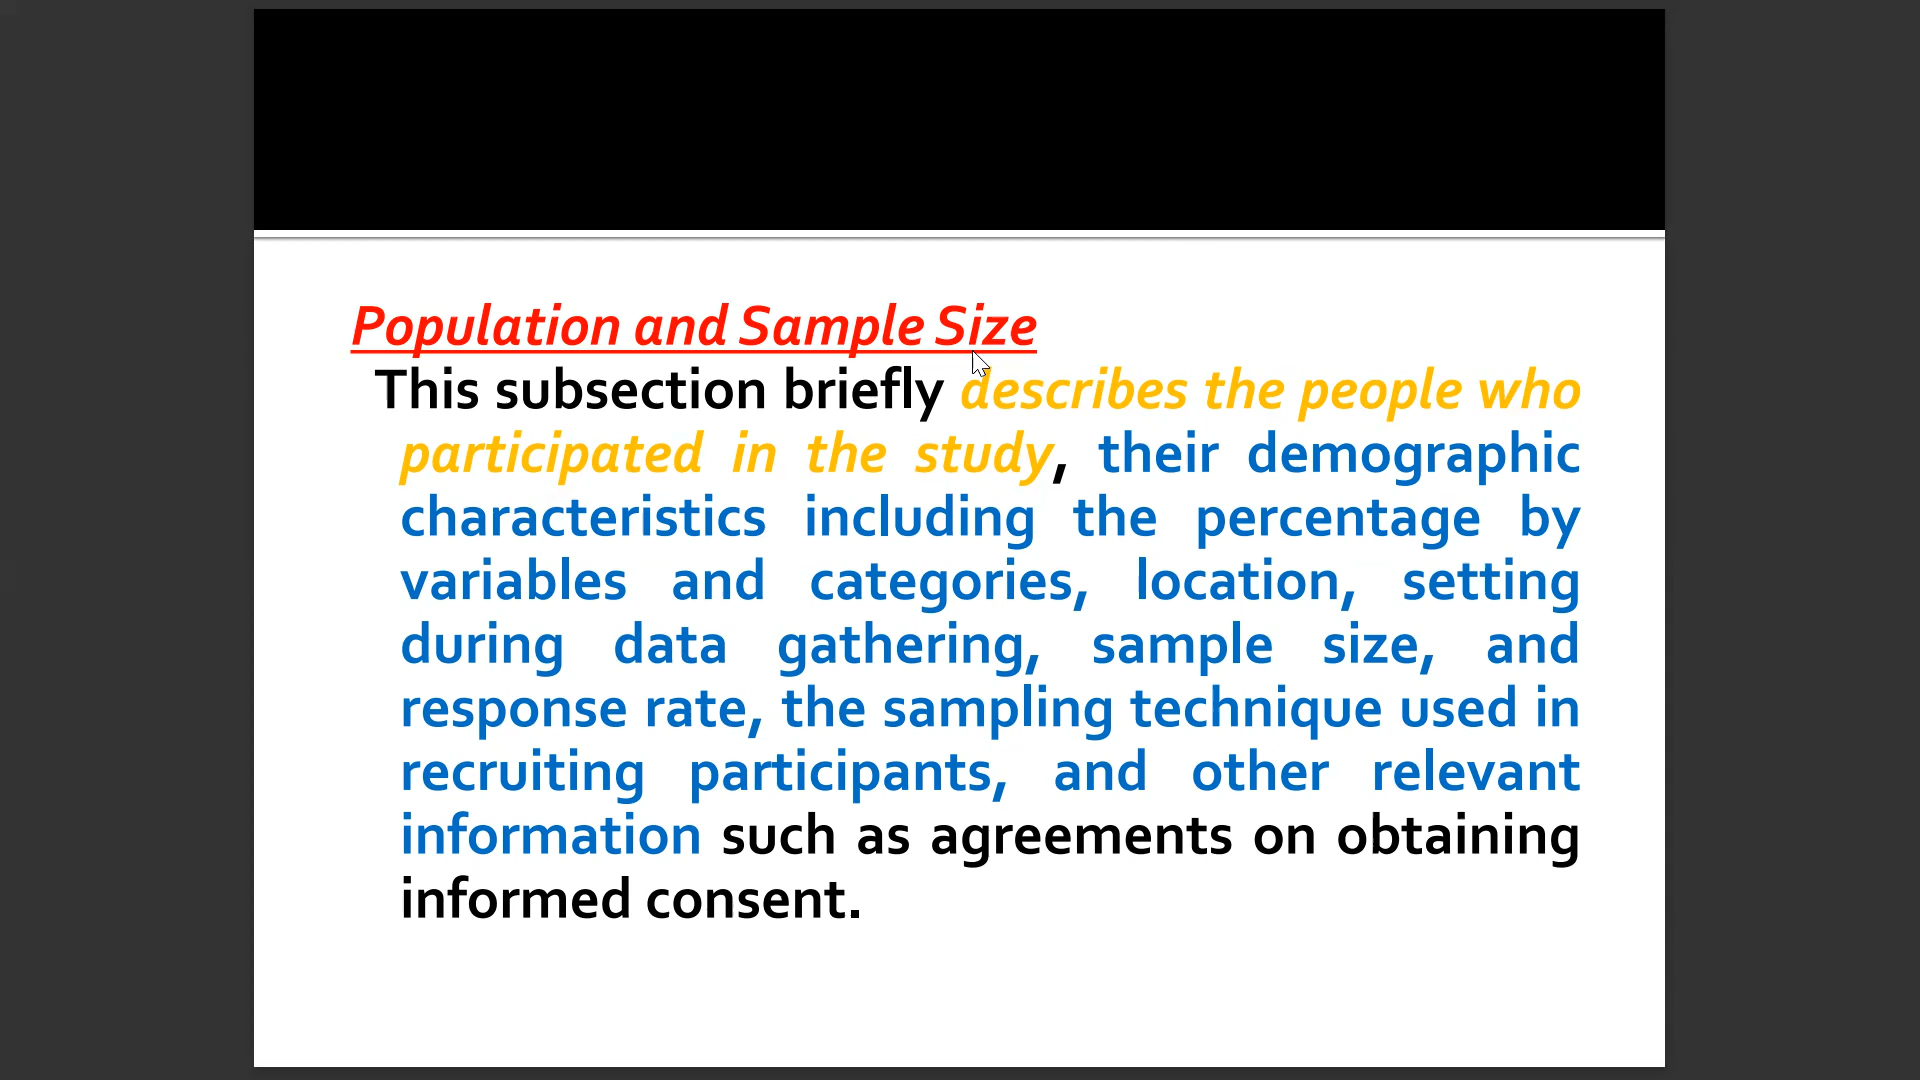 Population and Sample Size
This subsection briefly describes the people who
participated in the study, their demographic
characteristics including the percentage by
variables and categories, location, setting
during data gathering, sample size, and
response rate, the sampling technique used in
recruiting participants, and other relevant
information such as agreements on obtaining
informed consent.